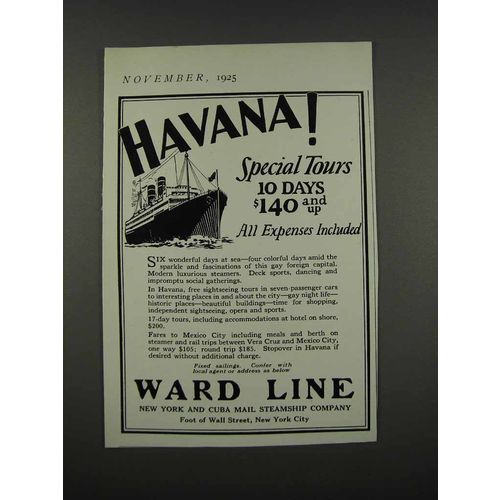 NOVEMBER, 1925
HAVANA!
Special Tours
10 DAYS
$140 and up
All Expenses Included
SIX wonderful days at sea—four colorful days amid the
sparkle and fascinations of this gay foreign capital.
Modern luxurious steamers. Deck sports, dancing and
impromptu social gatherings.
In Havana, free sightseeing tours in seven-passenger cars
to interesting places in and about the city—gay night life—
historic places—beautiful buildings—time for shopping,
independent sightseeing, opera and sports.
17-day tours, including accommodations at hotel on shore,
$200.
Fares to Mexico City including meals and berth on
steamer and rail trips between Vera Cruz and Mexico City,
one way $105; round trip $185. Stopover in Havana if
desired without additional charge.
Fixed sailings. Confer with
local agent or address as below
WARD LINE
NEW YORK AND CUBA MAIL STEAMSHIP COMPANY
Foot of Wall Street, New York City